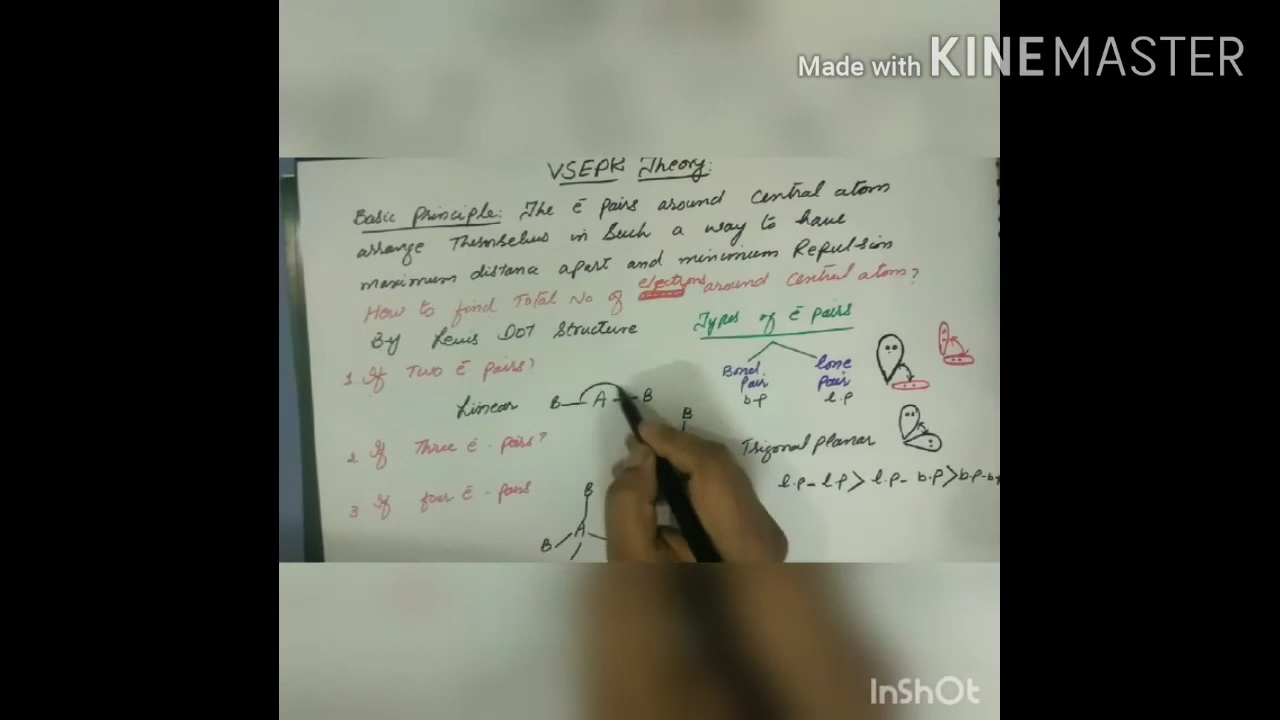 Made with KINEMASTER
VSEPR Theory:
Basic Principle: The ē pairs around Central atom
arrange Themselves in Such a way to have
maximum distance apart and minimum Repulsion
How to find Total No of electrons around Central atom?
By Lewis DOT Structure
Types of ē pairs
Bond pair
b-p
lone pair
l.p
1. If Two ē pairs?
Linear
B A B
2. If Three ē-pairs?
B
Trigonal planar
l.p-l.p > l.p-b.p > b.p-b.p
3. If four ē-pairs
B
B A
InShOt